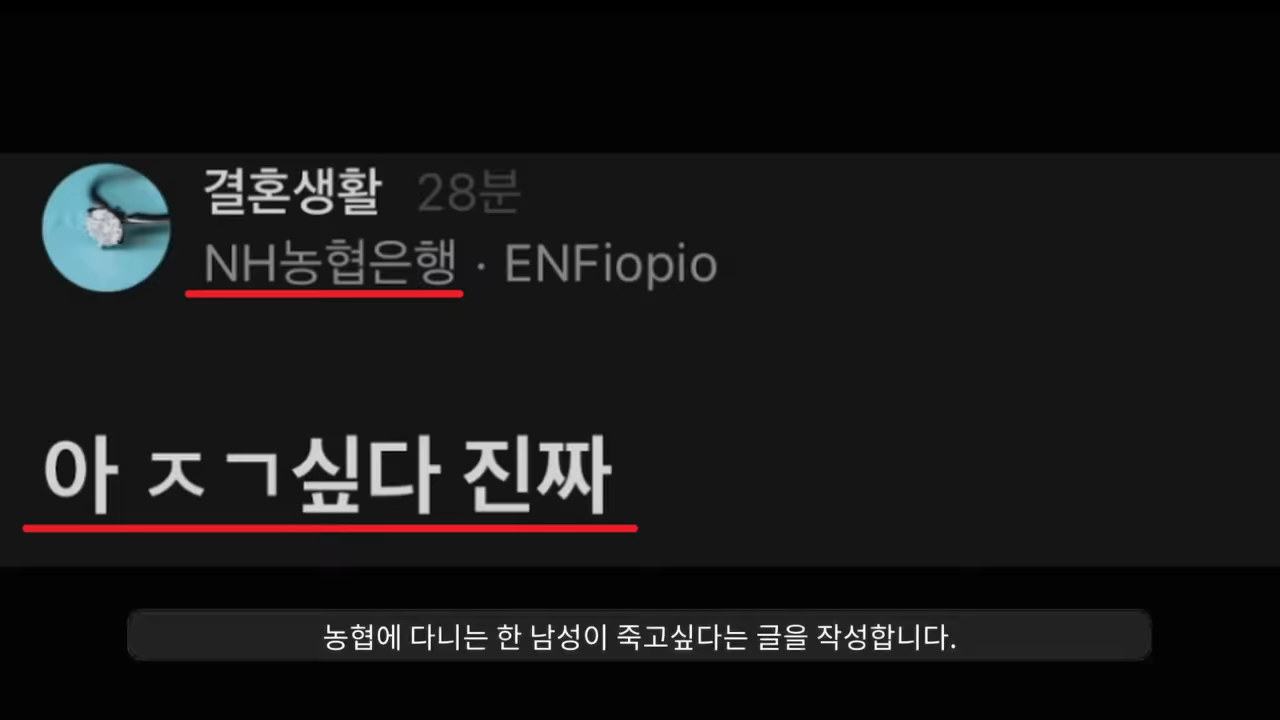 결혼생활 28분
NH농협은행 · ENFiopio
아 ㅈㄱ싶다 진짜
농협에 다니는 한 남성이 죽고싶다는 글을 작성합니다.